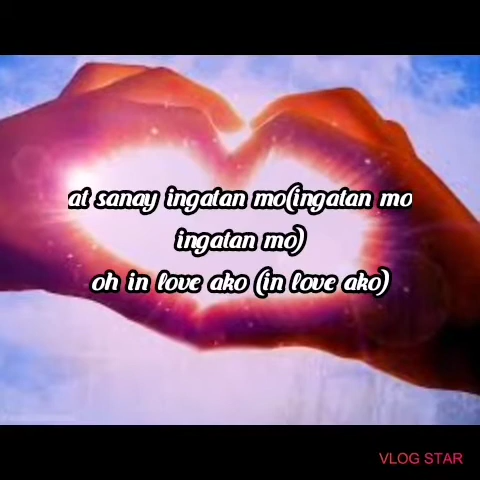 at sanay ingatan mo(ingatan mo
ingatan mo)
oh in love ako (in love ako)
VLOG STAR